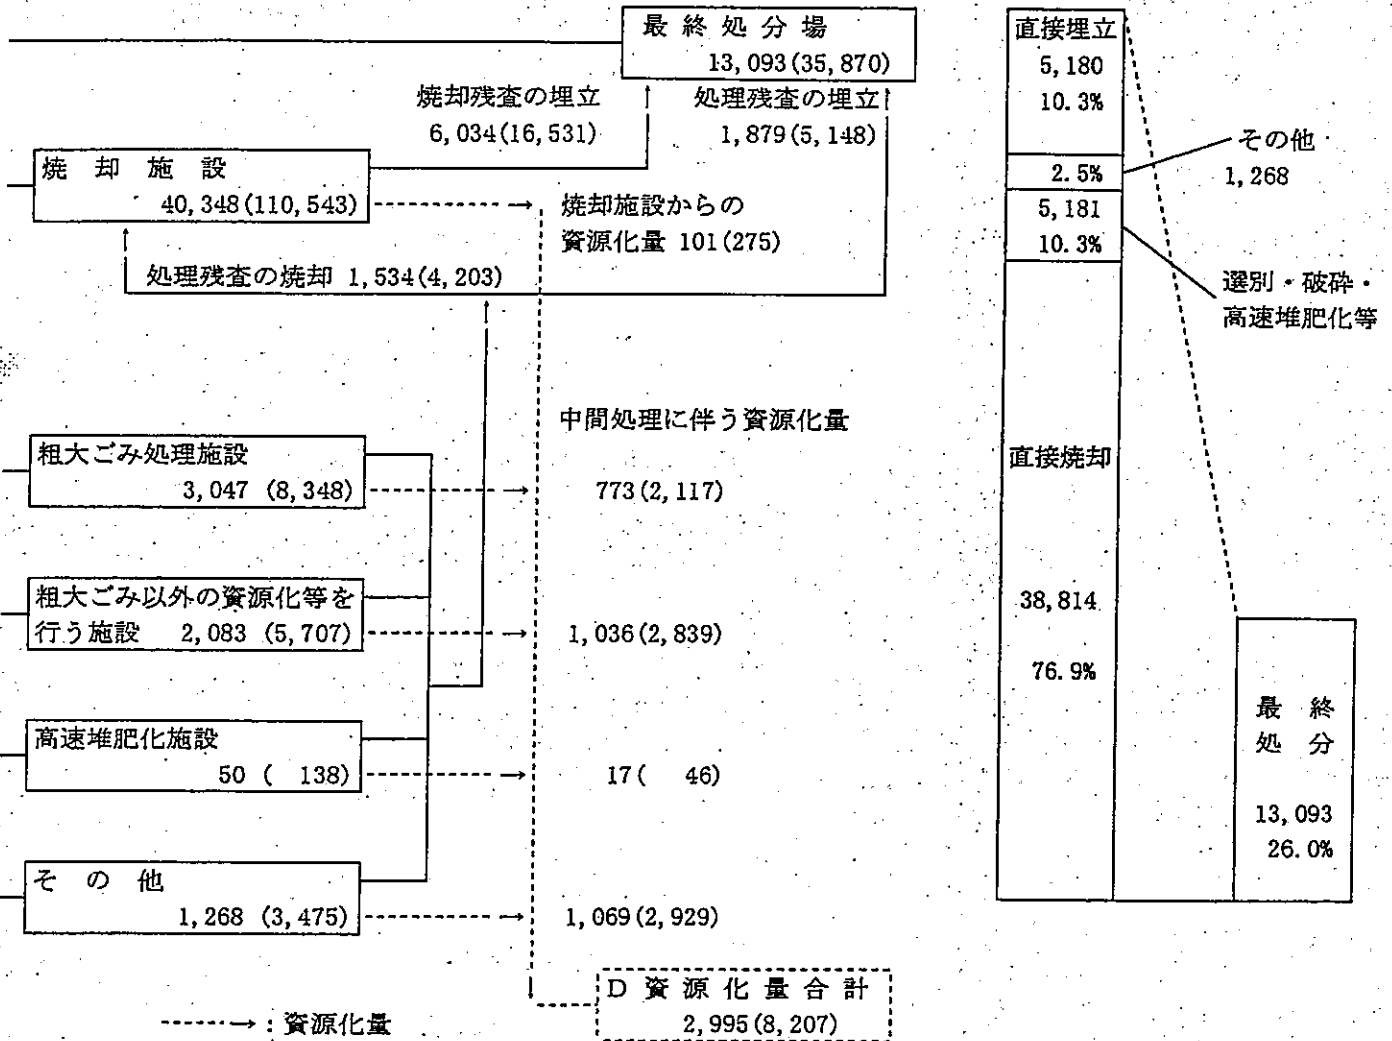 最終処分場
13,093(35,870)
焼却残査の埋立
6,034(16,531)
処理残査の埋立
1,879(5,148)
焼却施設
40,348(110,543)
焼却施設からの
資源化量 101(275)
処理残査の焼却 1,534(4,203)
中間処理に伴う資源化量
粗大ごみ処理施設
3,047 (8,348)
773(2,117)
粗大ごみ以外の資源化等を
行う施設 2,083 (5,707)
1,036(2,839)
高速堆肥化施設
50 ( 138)
17( 46)
その他
1,268 (3,475)
1,069(2,929)
D 資源化量合計
2,995(8,207)
-----→ : 資源化量
直接埋立
5,180
10.3%
その他
1,268
2.5%
5,181
10.3%
選別・破砕・
高速堆肥化等
直接焼却
38,814
76.9%
最終
処分
13,093
26.0%